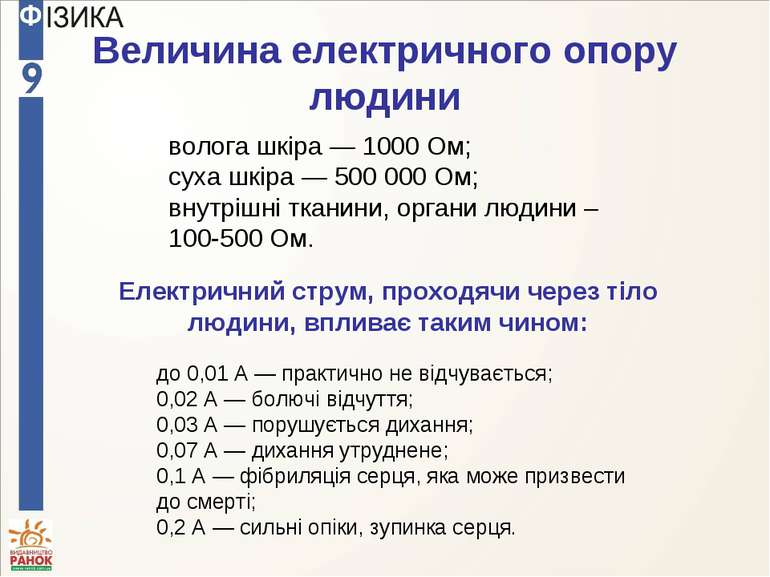 ФІЗИКА
9
Величина електричного опору
людини
волога шкіра — 1000 Ом;
суха шкіра — 500 000 Ом;
внутрішні тканини, органи людини –
100-500 Ом.
Електричний струм, проходячи через тіло
людини, впливає таким чином:
до 0,01 А — практично не відчувається;
0,02 А — болючі відчуття;
0,03 А — порушується дихання;
0,07 А — дихання утруднене;
0,1 А — фібриляція серця, яка може призвести
до смерті;
0,2 А — сильні опіки, зупинка серця.
ВИДАВНИЦТВО
РАНОК